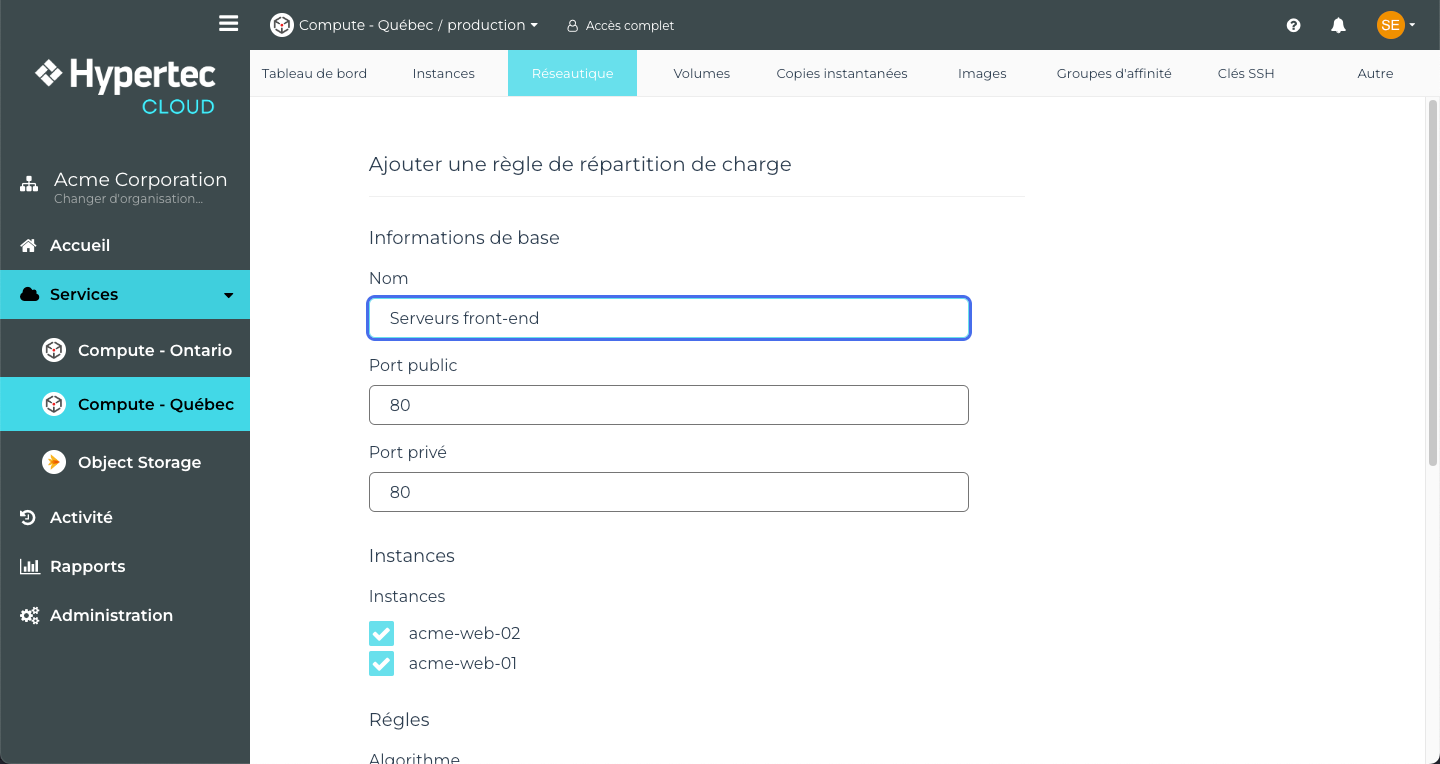 Compute - Québec / production
Accès complet
SE
Hypertec
CLOUD
Tableau de bord
Instances
Réseautique
Volumes
Copies instantanées
Images
Groupes d'affinité
Clés SSH
Autre
Acme Corporation
Changer d'organisation...
Accueil
Services
Compute - Ontario
Compute - Québec
Object Storage
Activité
Rapports
Administration
Ajouter une règle de répartition de charge
Informations de base
Nom
Serveurs front-end
Port public
80
Port privé
80
Instances
Instances
acme-web-02
acme-web-01
Régles
Algorithme